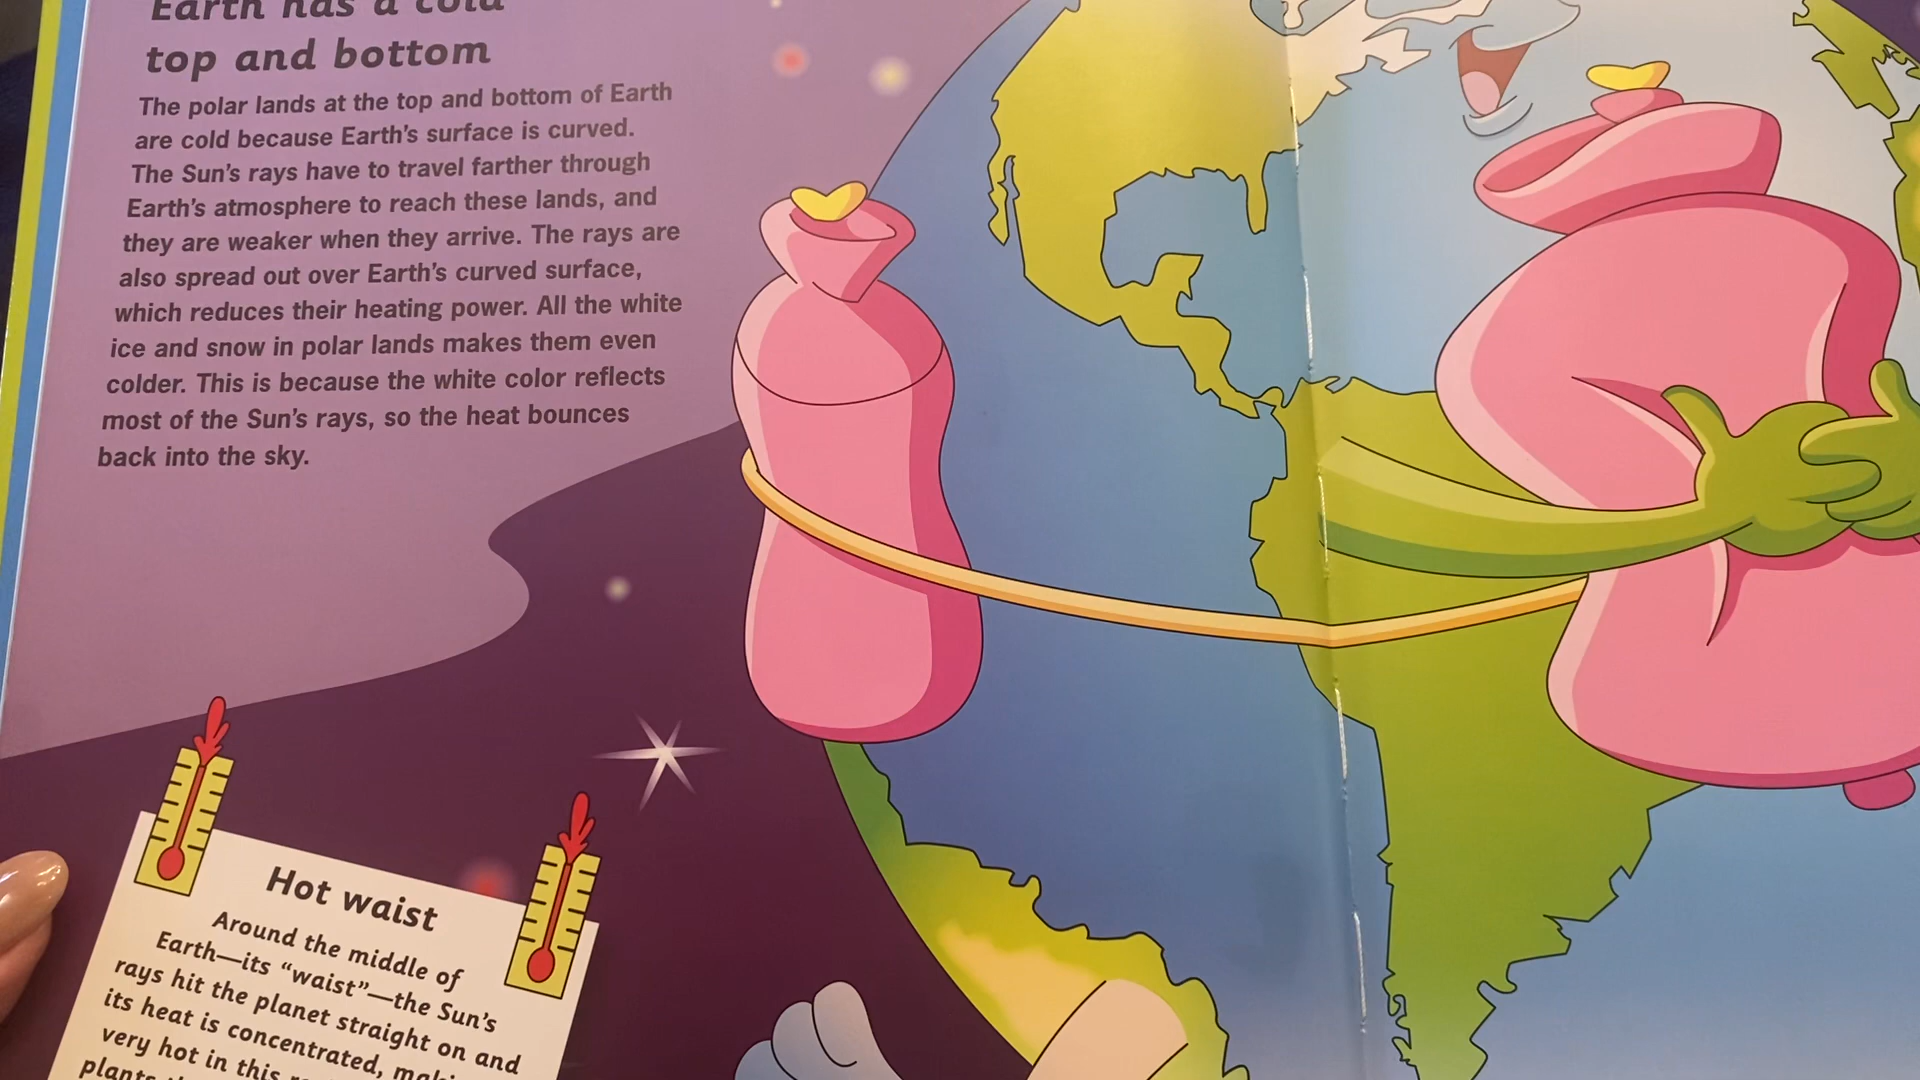 Earth has a cold
top and bottom
The polar lands at the top and bottom of Earth
are cold because Earth's surface is curved.
The Sun's rays have to travel farther through
Earth's atmosphere to reach these lands, and
they are weaker when they arrive. The rays are
also spread out over Earth's curved surface,
which reduces their heating power. All the white
ice and snow in polar lands makes them even
colder. This is because the white color reflects
most of the Sun's rays, so the heat bounces
back into the sky.
Hot waist
Around the middle of
Earth—its "waist"—the Sun's
rays hit the planet straight on and
its heat is concentrated,
very hot in this
plants